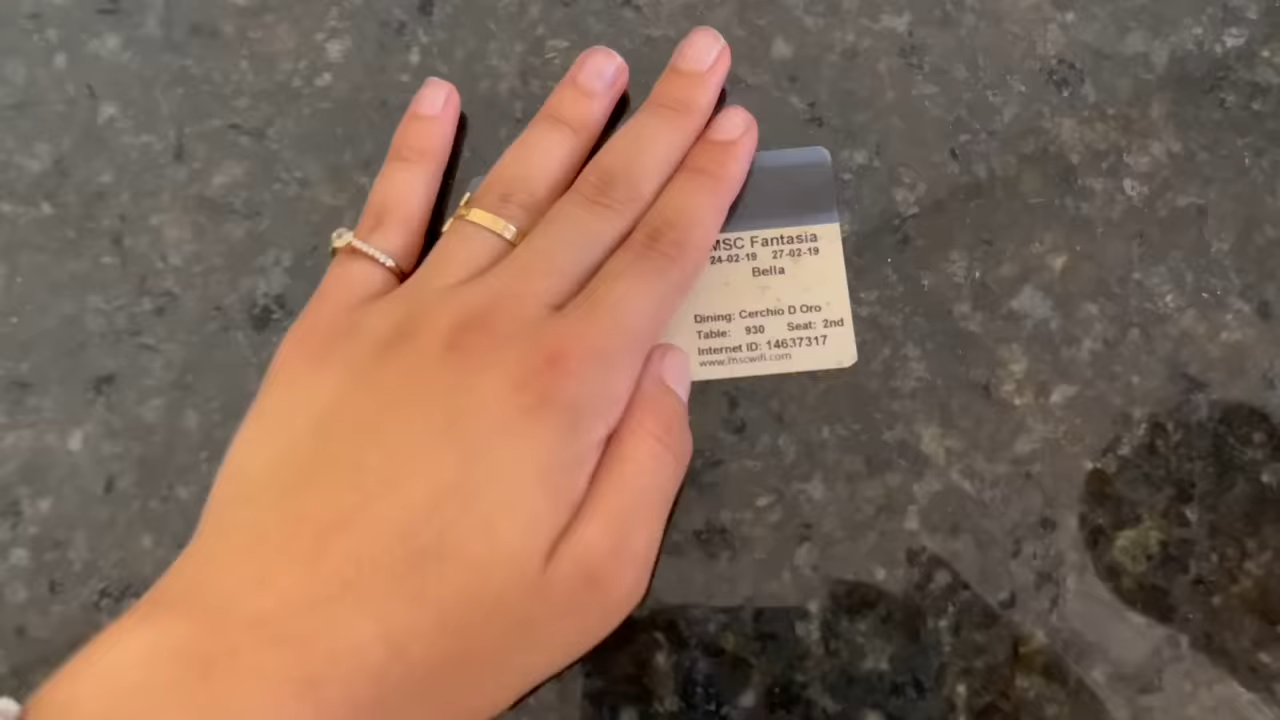 MSC Fantasia
24-02-19 27-02-19
Bella
Dining: Cerchio D Oro
Table: 930 Seat: 2nd
Internet ID: 14637317
www.mscwifi.com